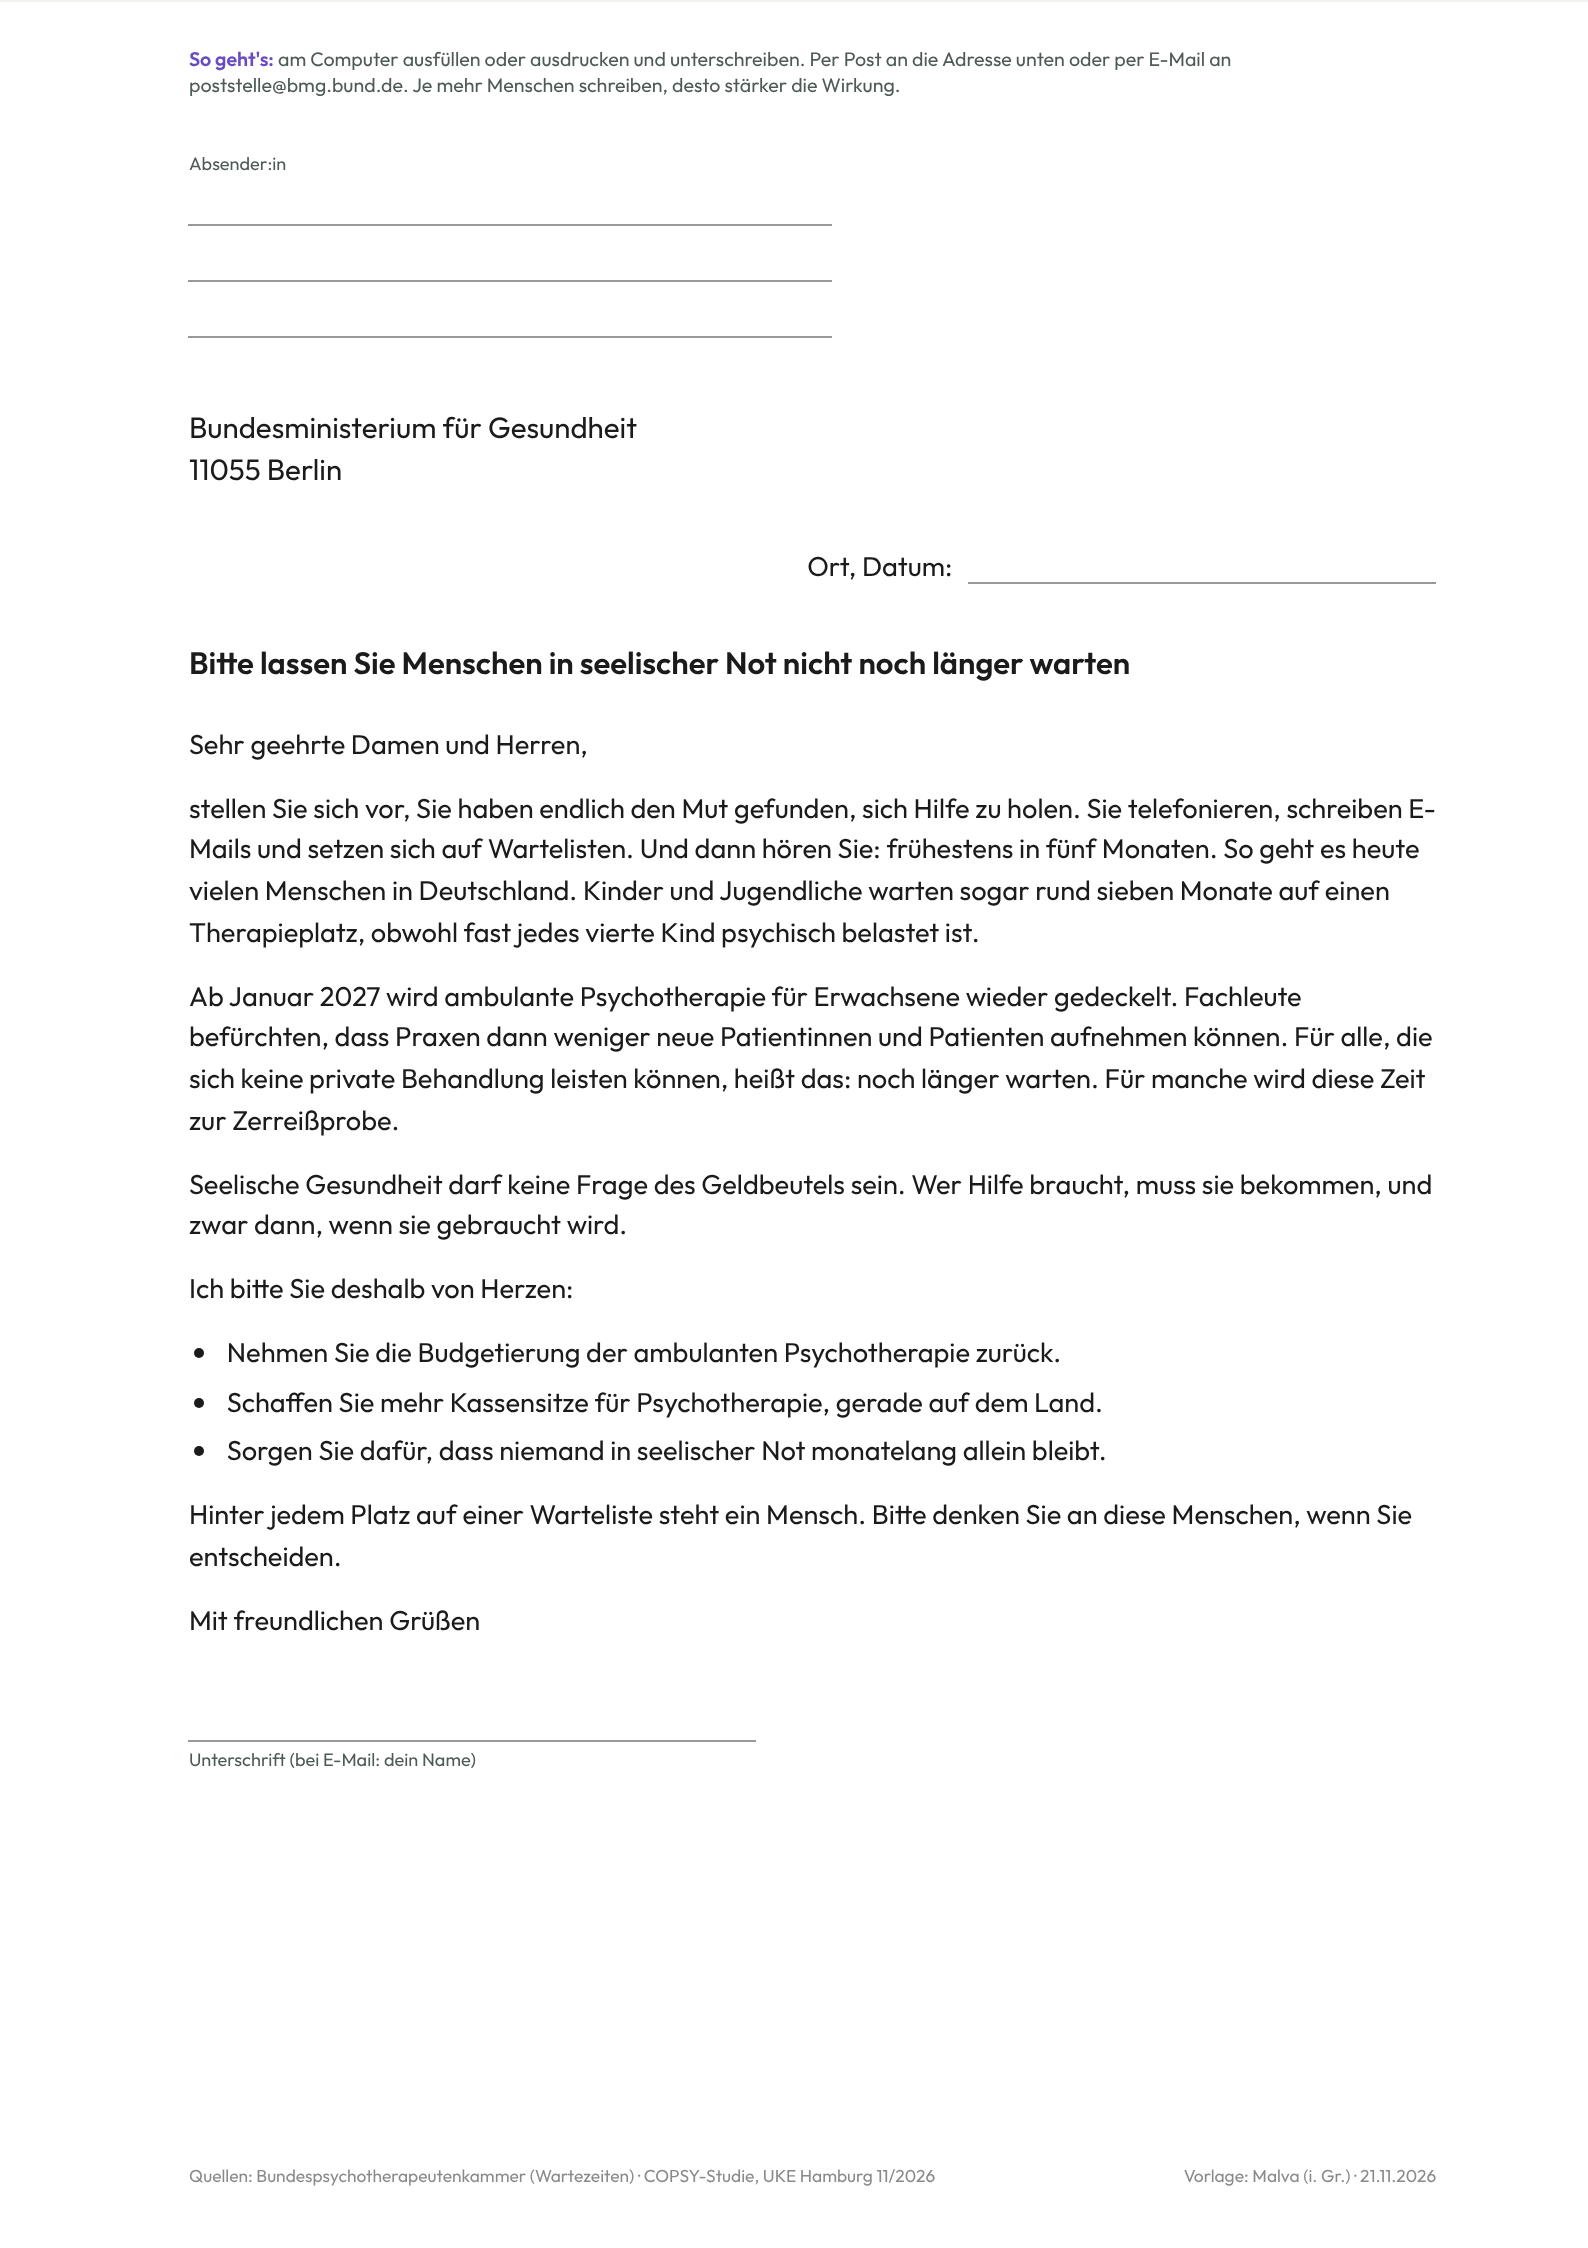 So geht's: am Computer ausfüllen oder ausdrucken und unterschreiben. Per Post an die Adresse unten oder per E-Mail an
poststelle@bmg.bund.de. Je mehr Menschen schreiben, desto stärker die Wirkung.
Absender:in
Bundesministerium für Gesundheit
11055 Berlin
Ort, Datum:
Bitte lassen Sie Menschen in seelischer Not nicht noch länger warten
Sehr geehrte Damen und Herren,
stellen Sie sich vor, Sie haben endlich den Mut gefunden, sich Hilfe zu holen. Sie telefonieren, schreiben E-
Mails und setzen sich auf Wartelisten. Und dann hören Sie: frühestens in fünf Monaten. So geht es heute
vielen Menschen in Deutschland. Kinder und Jugendliche warten sogar rund sieben Monate auf einen
Therapieplatz, obwohl fast jedes vierte Kind psychisch belastet ist.
Ab Januar 2027 wird ambulante Psychotherapie für Erwachsene wieder gedeckelt. Fachleute
befürchten, dass Praxen dann weniger neue Patientinnen und Patienten aufnehmen können. Für alle, die
sich keine private Behandlung leisten können, heißt das: noch länger warten. Für manche wird diese Zeit
zur Zerreißprobe.
Seelische Gesundheit darf keine Frage des Geldbeutels sein. Wer Hilfe braucht, muss sie bekommen, und
zwar dann, wenn sie gebraucht wird.
Ich bitte Sie deshalb von Herzen:
• Nehmen Sie die Budgetierung der ambulanten Psychotherapie zurück.
• Schaffen Sie mehr Kassensitze für Psychotherapie, gerade auf dem Land.
• Sorgen Sie dafür, dass niemand in seelischer Not monatelang allein bleibt.
Hinter jedem Platz auf einer Warteliste steht ein Mensch. Bitte denken Sie an diese Menschen, wenn Sie
entscheiden.
Mit freundlichen Grüßen
Unterschrift (bei E-Mail: dein Name)
Quellen: Bundespsychotherapeutenkammer (Wartezeiten) · COPSY-Studie, UKE Hamburg 11/2026
Vorlage: Malva (i. Gr.) · 21.11.2026